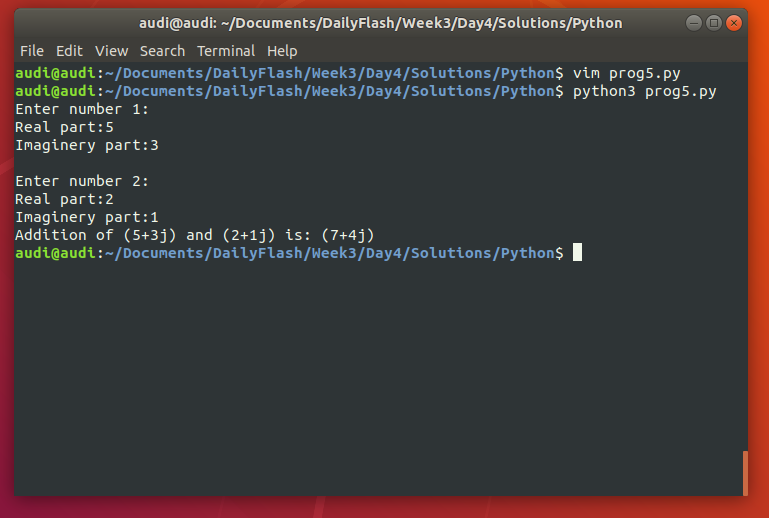 audi@audi: ~/Documents/DailyFlash/Week3/Day4/Solutions/Python
File Edit View Search Terminal Help
audi@audi:~/Documents/DailyFlash/Week3/Day4/Solutions/Python$ vim prog5.py
audi@audi:~/Documents/DailyFlash/Week3/Day4/Solutions/Python$ python3 prog5.py
Enter number 1:
Real part:5
Imaginery part:3
Enter number 2:
Real part:2
Imaginery part:1
Addition of (5+3j) and (2+1j) is: (7+4j)
audi@audi:~/Documents/DailyFlash/Week3/Day4/Solutions/Python$